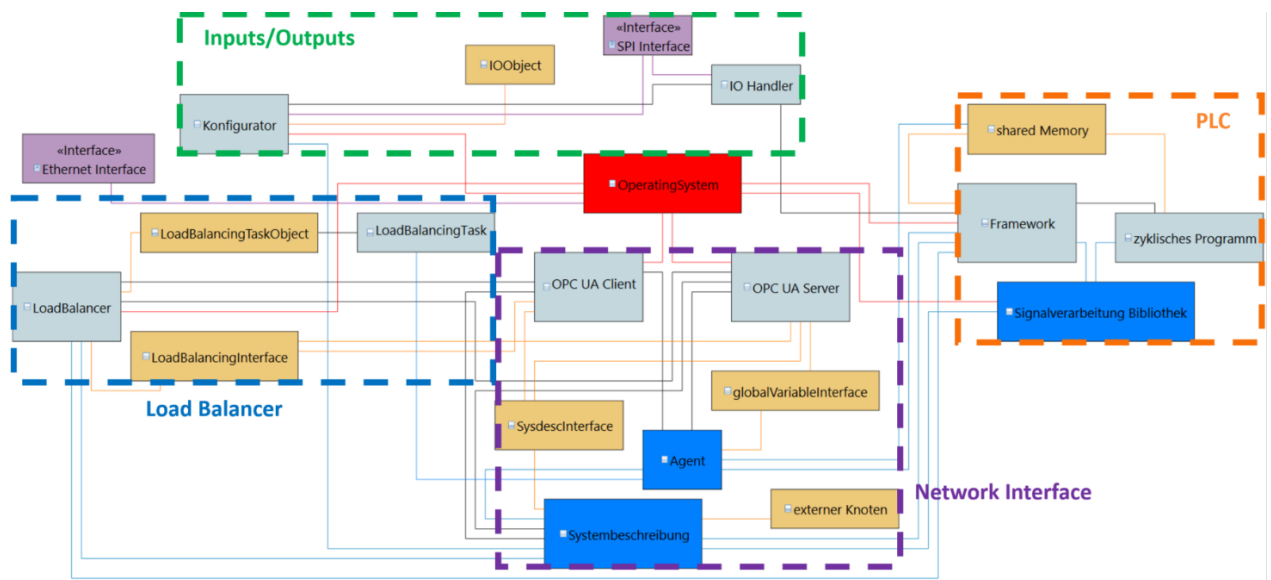 Inputs/Outputs
«Interface»
SPI Interface
IOObject
IO Handler
Konfigurator
«Interface»
Ethernet Interface
OperatingSystem
PLC
shared Memory
Framework
zyklisches Programm
Signalverarbeitung Bibliothek
LoadBalancingTaskObject
LoadBalancingTask
LoadBalancer
LoadBalancingInterface
Load Balancer
OPC UA Client
OPC UA Server
globalVariableInterface
SysdescInterface
Agent
externer Knoten
Systembeschreibung
Network Interface